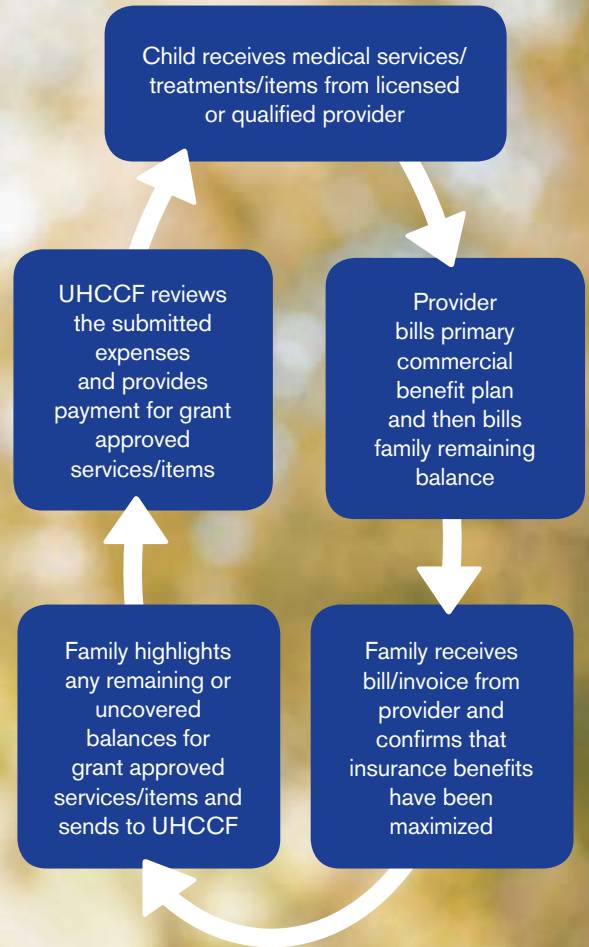 Child receives medical services/
treatments/items from licensed
or qualified provider
Provider
bills primary
commercial
benefit plan
and then bills
family remaining
balance
Family receives
bill/invoice from
provider and
confirms that
insurance benefits
have been
maximized
Family highlights
any remaining or
uncovered
balances for
grant approved
services/items and
sends to UHCCF
UHCCF reviews
the submitted
expenses
and provides
payment for grant
approved
services/items